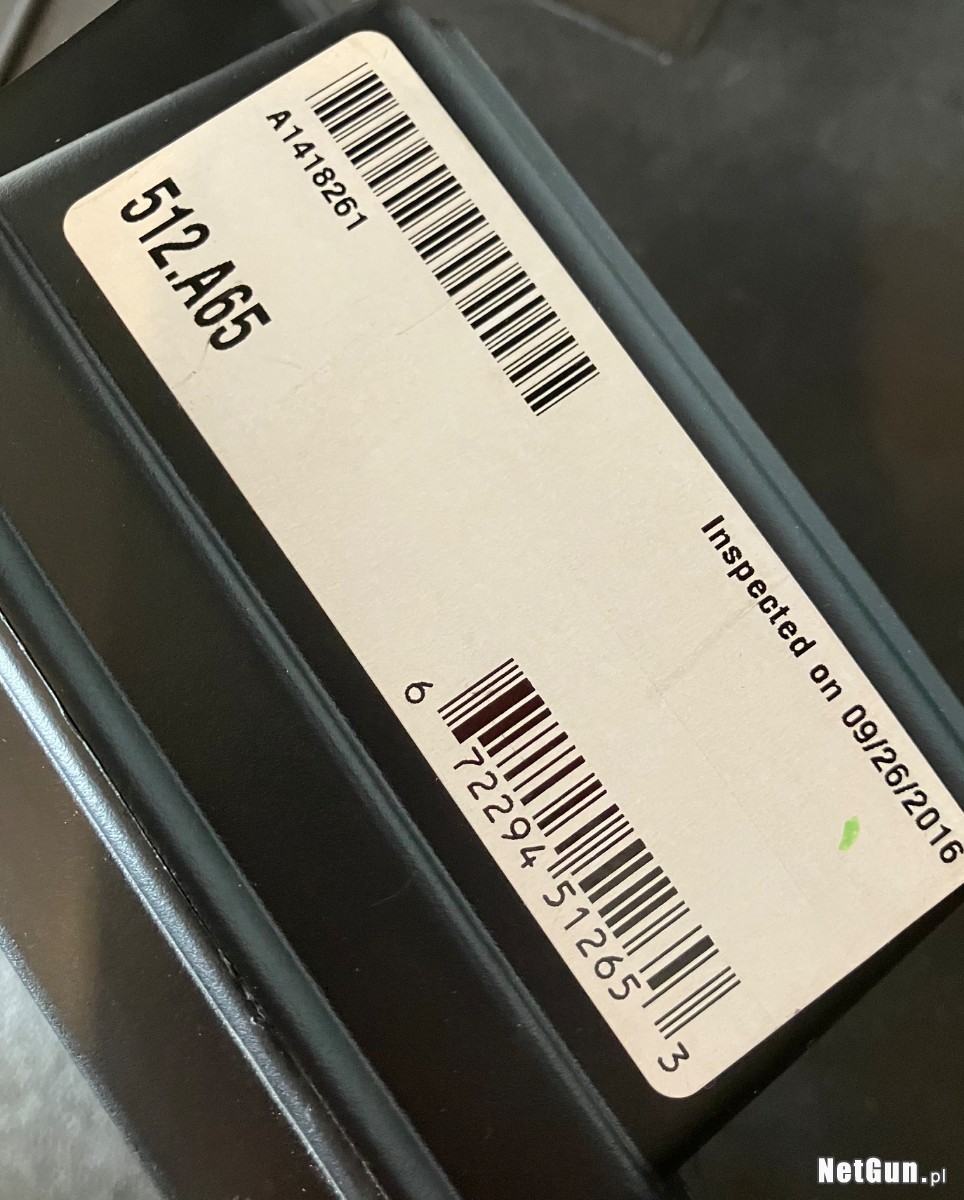 A1418261
512.A65
Inspected on 09/26/2016
6 72294 51265 3
NetGun.pl